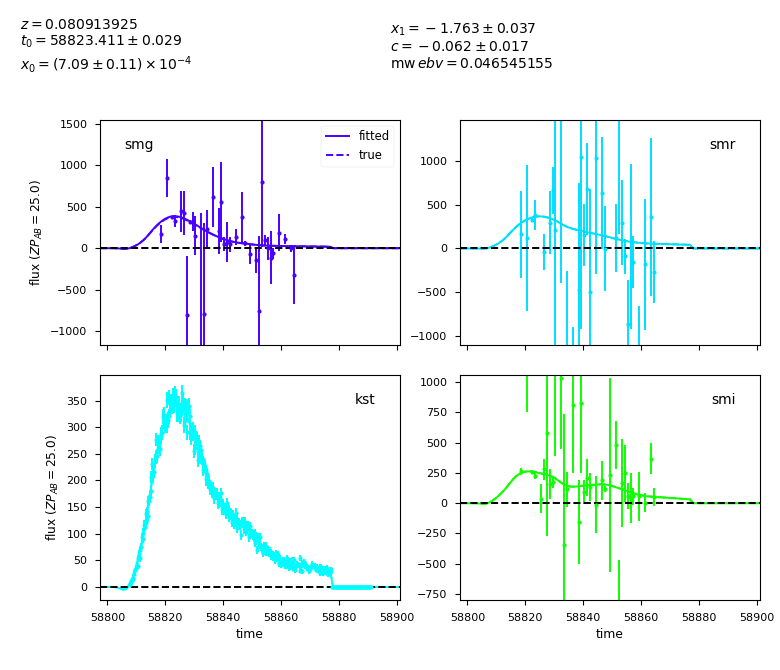 z = 0.080913925
t₀ = 58823.411 ± 0.029
x₀ = (7.09 ± 0.11) × 10⁻⁴
x₁ = −1.763 ± 0.037
c = −0.062 ± 0.017
mw ebv = 0.046545155
smg
fitted
true
1500
1000
500
0
−500
−1000
flux (ZP_AB = 25.0)
smr
1000
500
0
−500
−1000
kst
350
300
250
200
150
100
50
0
flux (ZP_AB = 25.0)
58800 58820 58840 58860 58880 58900
time
smi
1000
750
500
250
0
−250
−500
−750
58800 58820 58840 58860 58880 58900
time